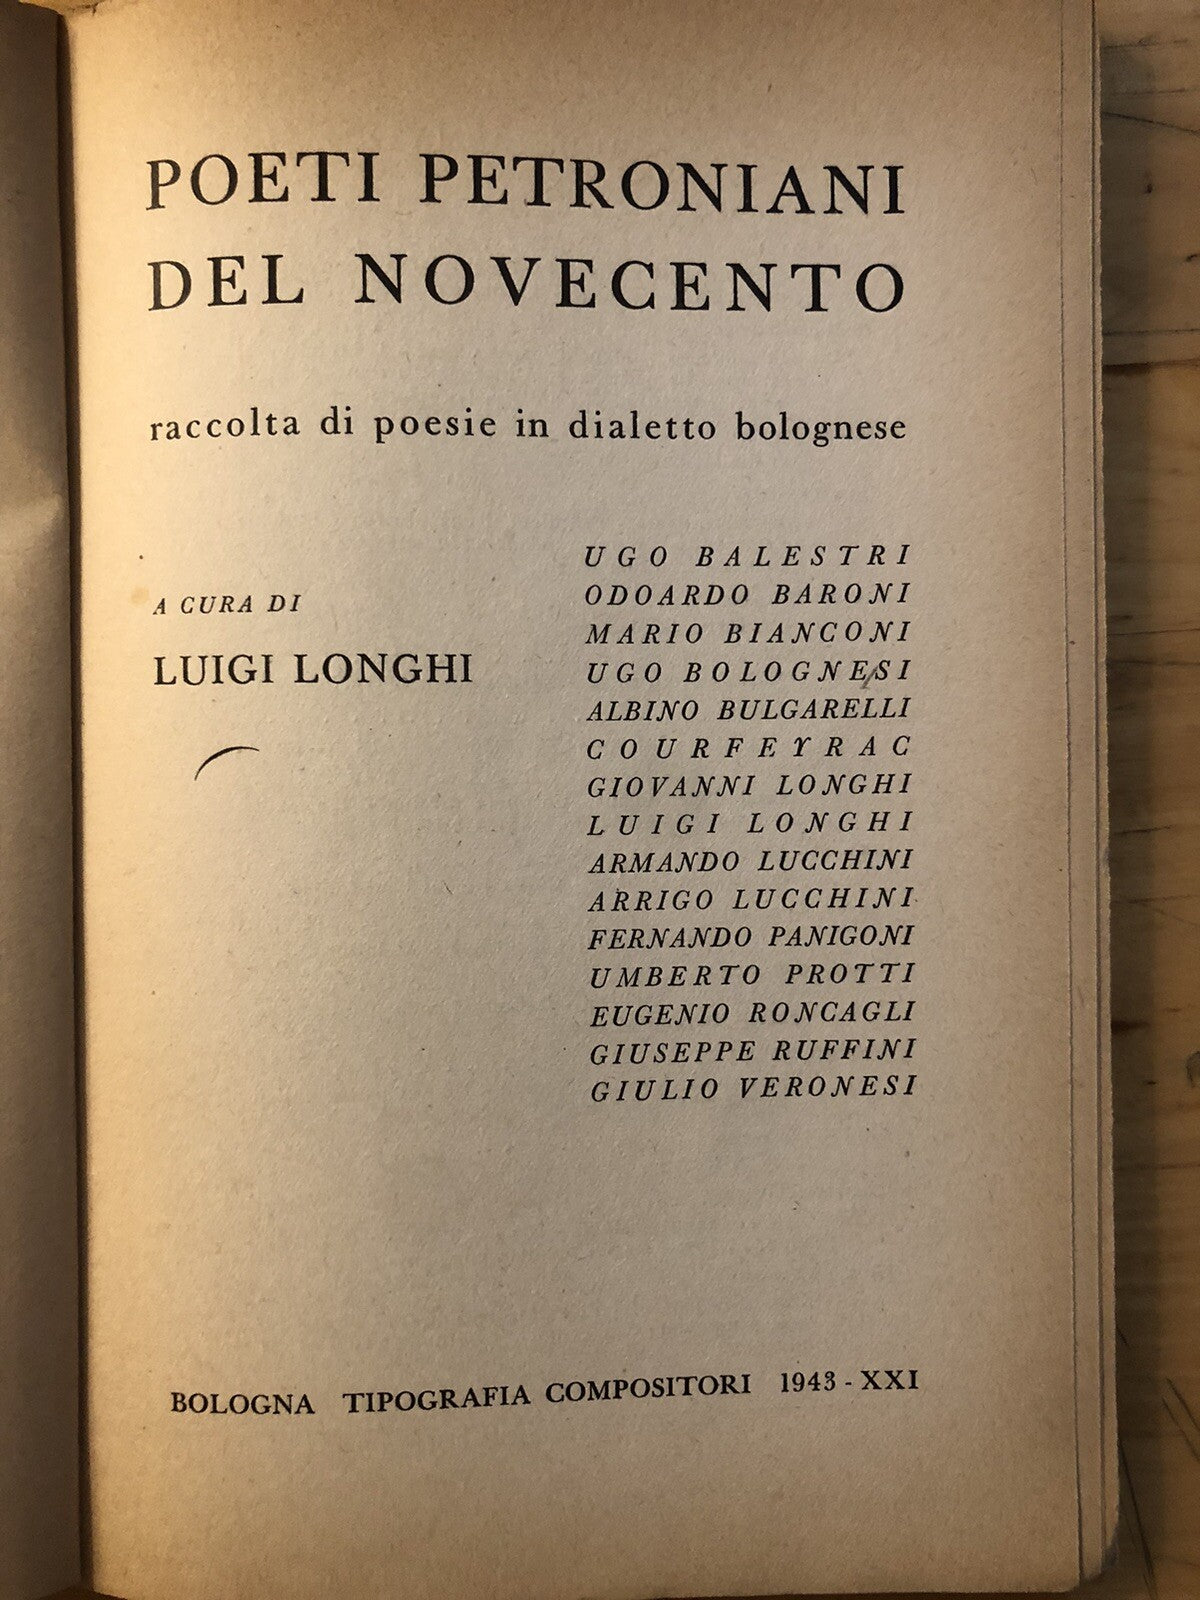 POETI PETRONIANI
DEL NOVECENTO
raccolta di poesie in dialetto bolognese
A CURA DI
LUIGI LONGHI
UGO BALESTRI
ODOARDO BARONI
MARIO BIANCONI
UGO BOLOGNESI
ALBINO BULGARELLI
COURFEYRAC
GIOVANNI LONGHI
LUIGI LONGHI
ARMANDO LUCCHINI
ARRIGO LUCCHINI
FERNANDO PANIGONI
UMBERTO PROTTI
EUGENIO RONCAGLI
GIUSEPPE RUFFINI
GIULIO VERONESI
BOLOGNA TIPOGRAFIA COMPOSITORI 1943 - XXI